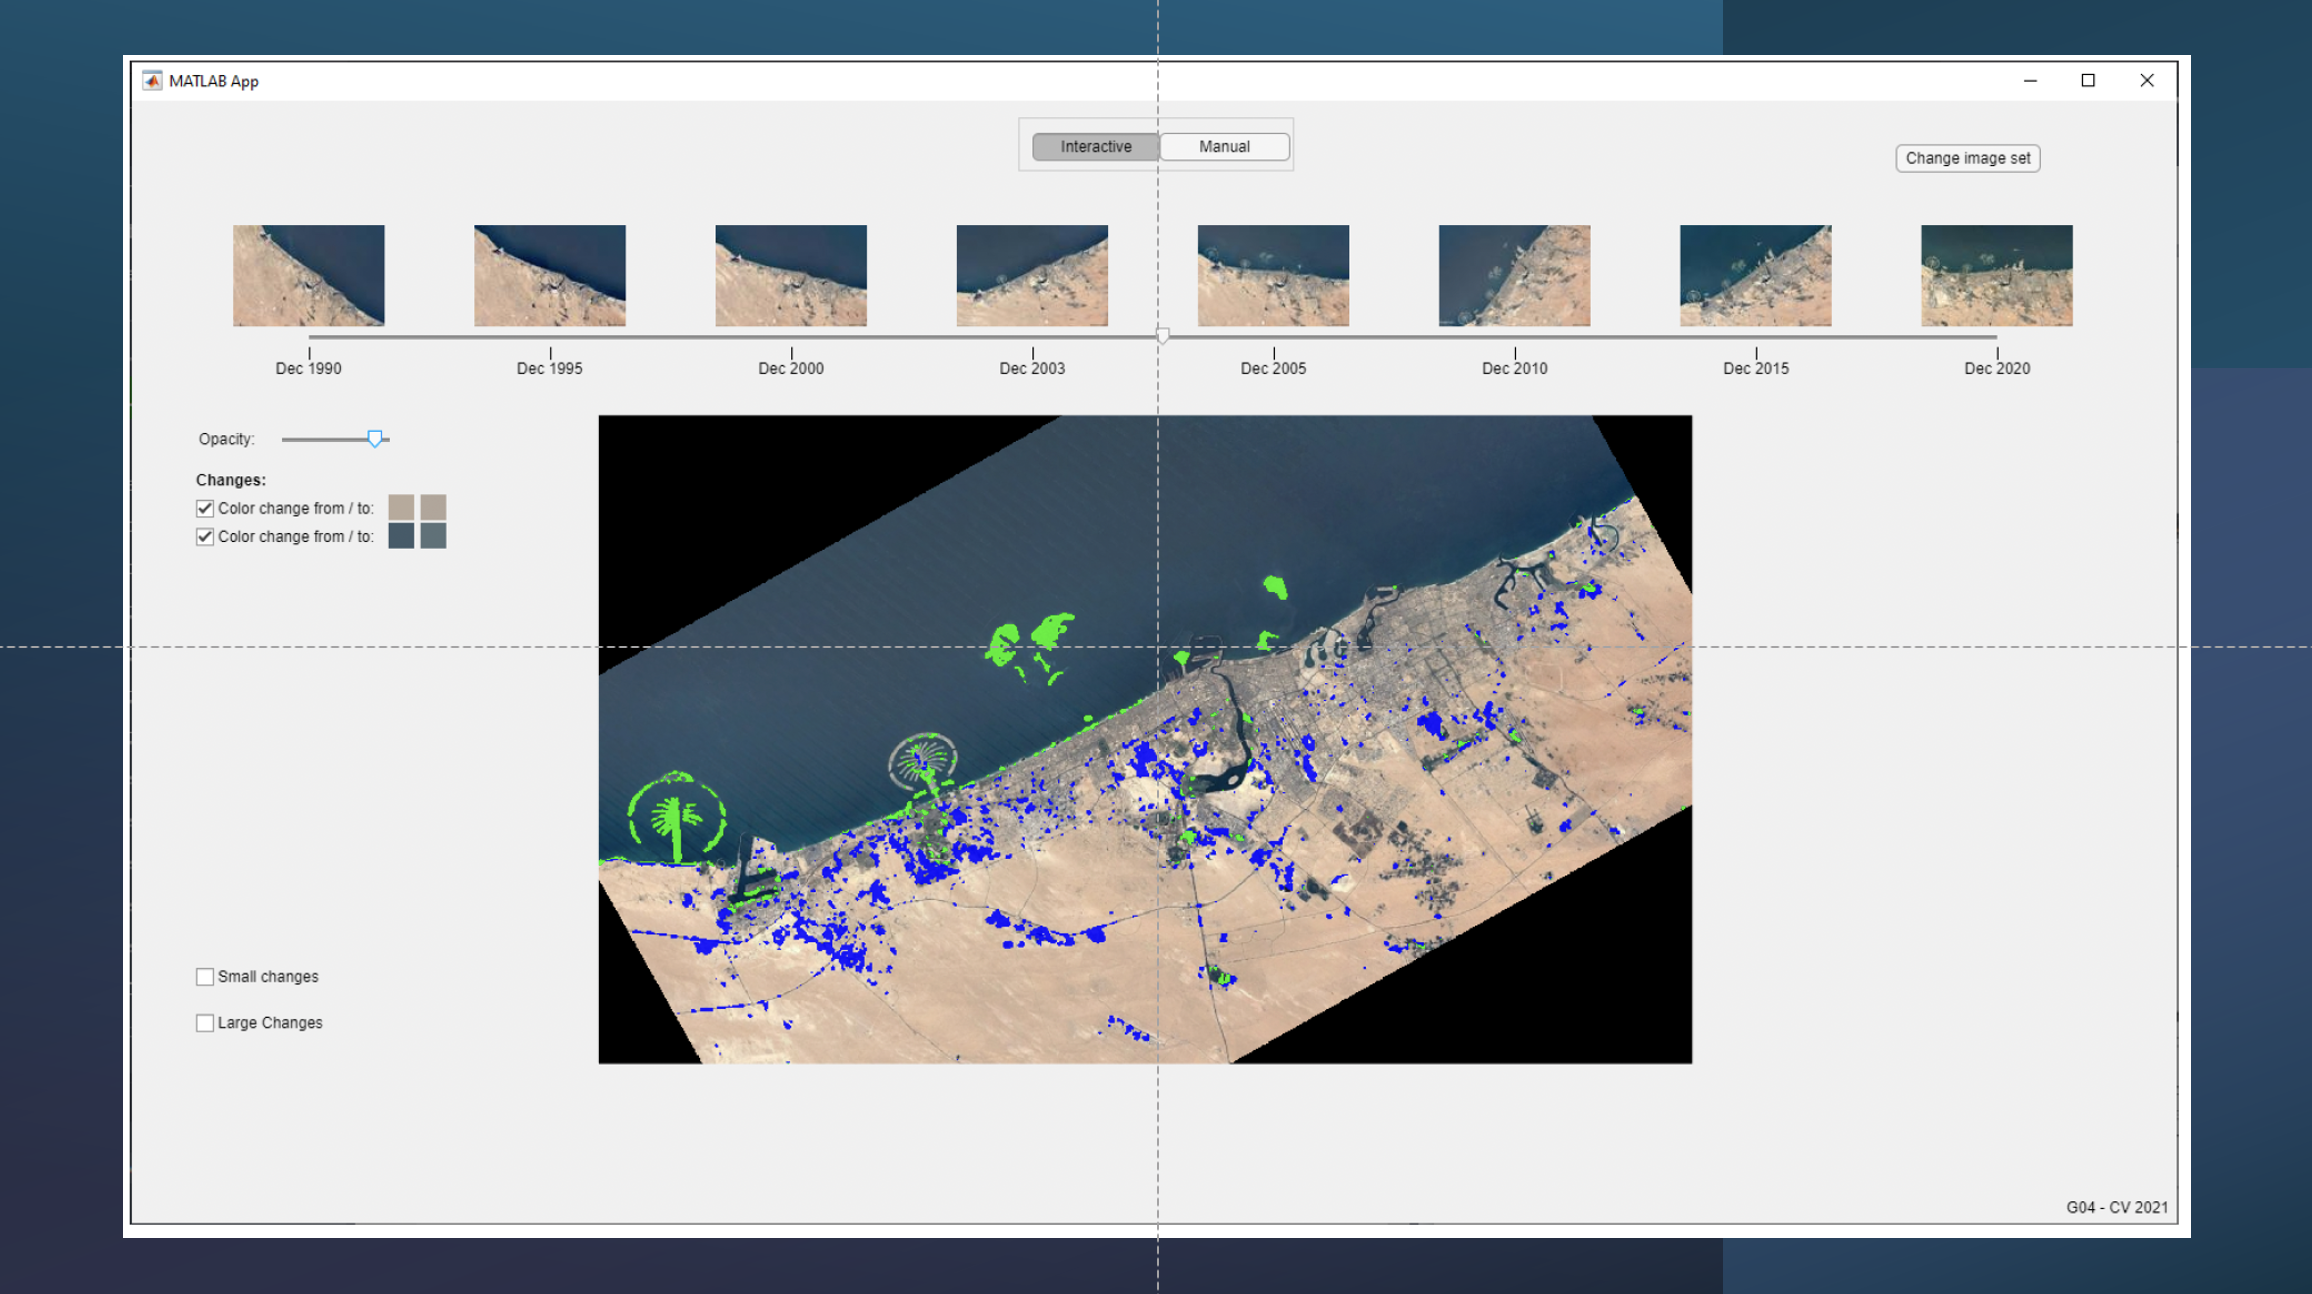 MATLAB App
Interactive
Manual
Change image set
Dec 1990
Dec 1995
Dec 2000
Dec 2003
Dec 2005
Dec 2010
Dec 2015
Dec 2020
Opacity:
Changes:
Color change from / to:
Color change from / to:
Small changes
Large Changes
G04 - CV 2021